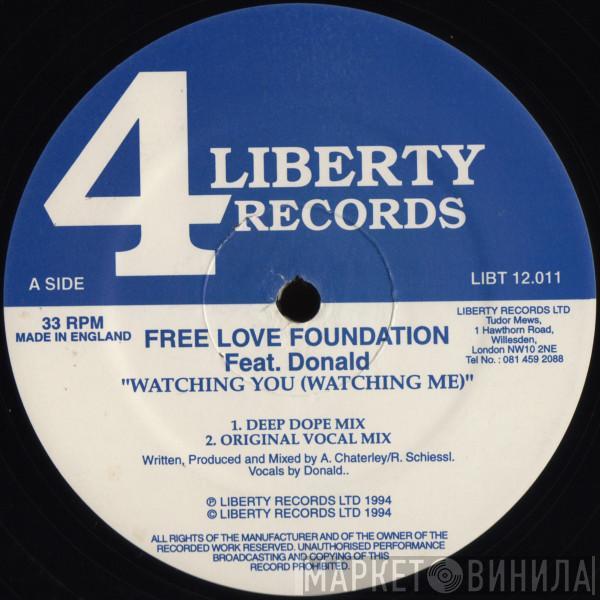 4 LIBERTY
RECORDS
A SIDE
LIBT 12.011
33 RPM
MADE IN ENGLAND
LIBERTY RECORDS LTD
Tudor Mews,
1 Hawthorn Road,
Willesden,
London NW10 2NE
Tel No.: 081 459 2088
FREE LOVE FOUNDATION
Feat. Donald
"WATCHING YOU (WATCHING ME)"
1. DEEP DOPE MIX
2. ORIGINAL VOCAL MIX
Written, Produced and Mixed by A. Chaterley/R. Schiessl.
Vocals by Donald..
℗ LIBERTY RECORDS LTD 1994
© LIBERTY RECORDS LTD 1994
ALL RIGHTS OF THE MANUFACTURER AND OF THE OWNER OF THE
RECORDED WORK RESERVED. UNAUTHORISED PERFORMANCE
BROADCASTING AND COPYING OF THIS
RECORD PROHIBITED.
МАРКЕТ ВИНИЛА